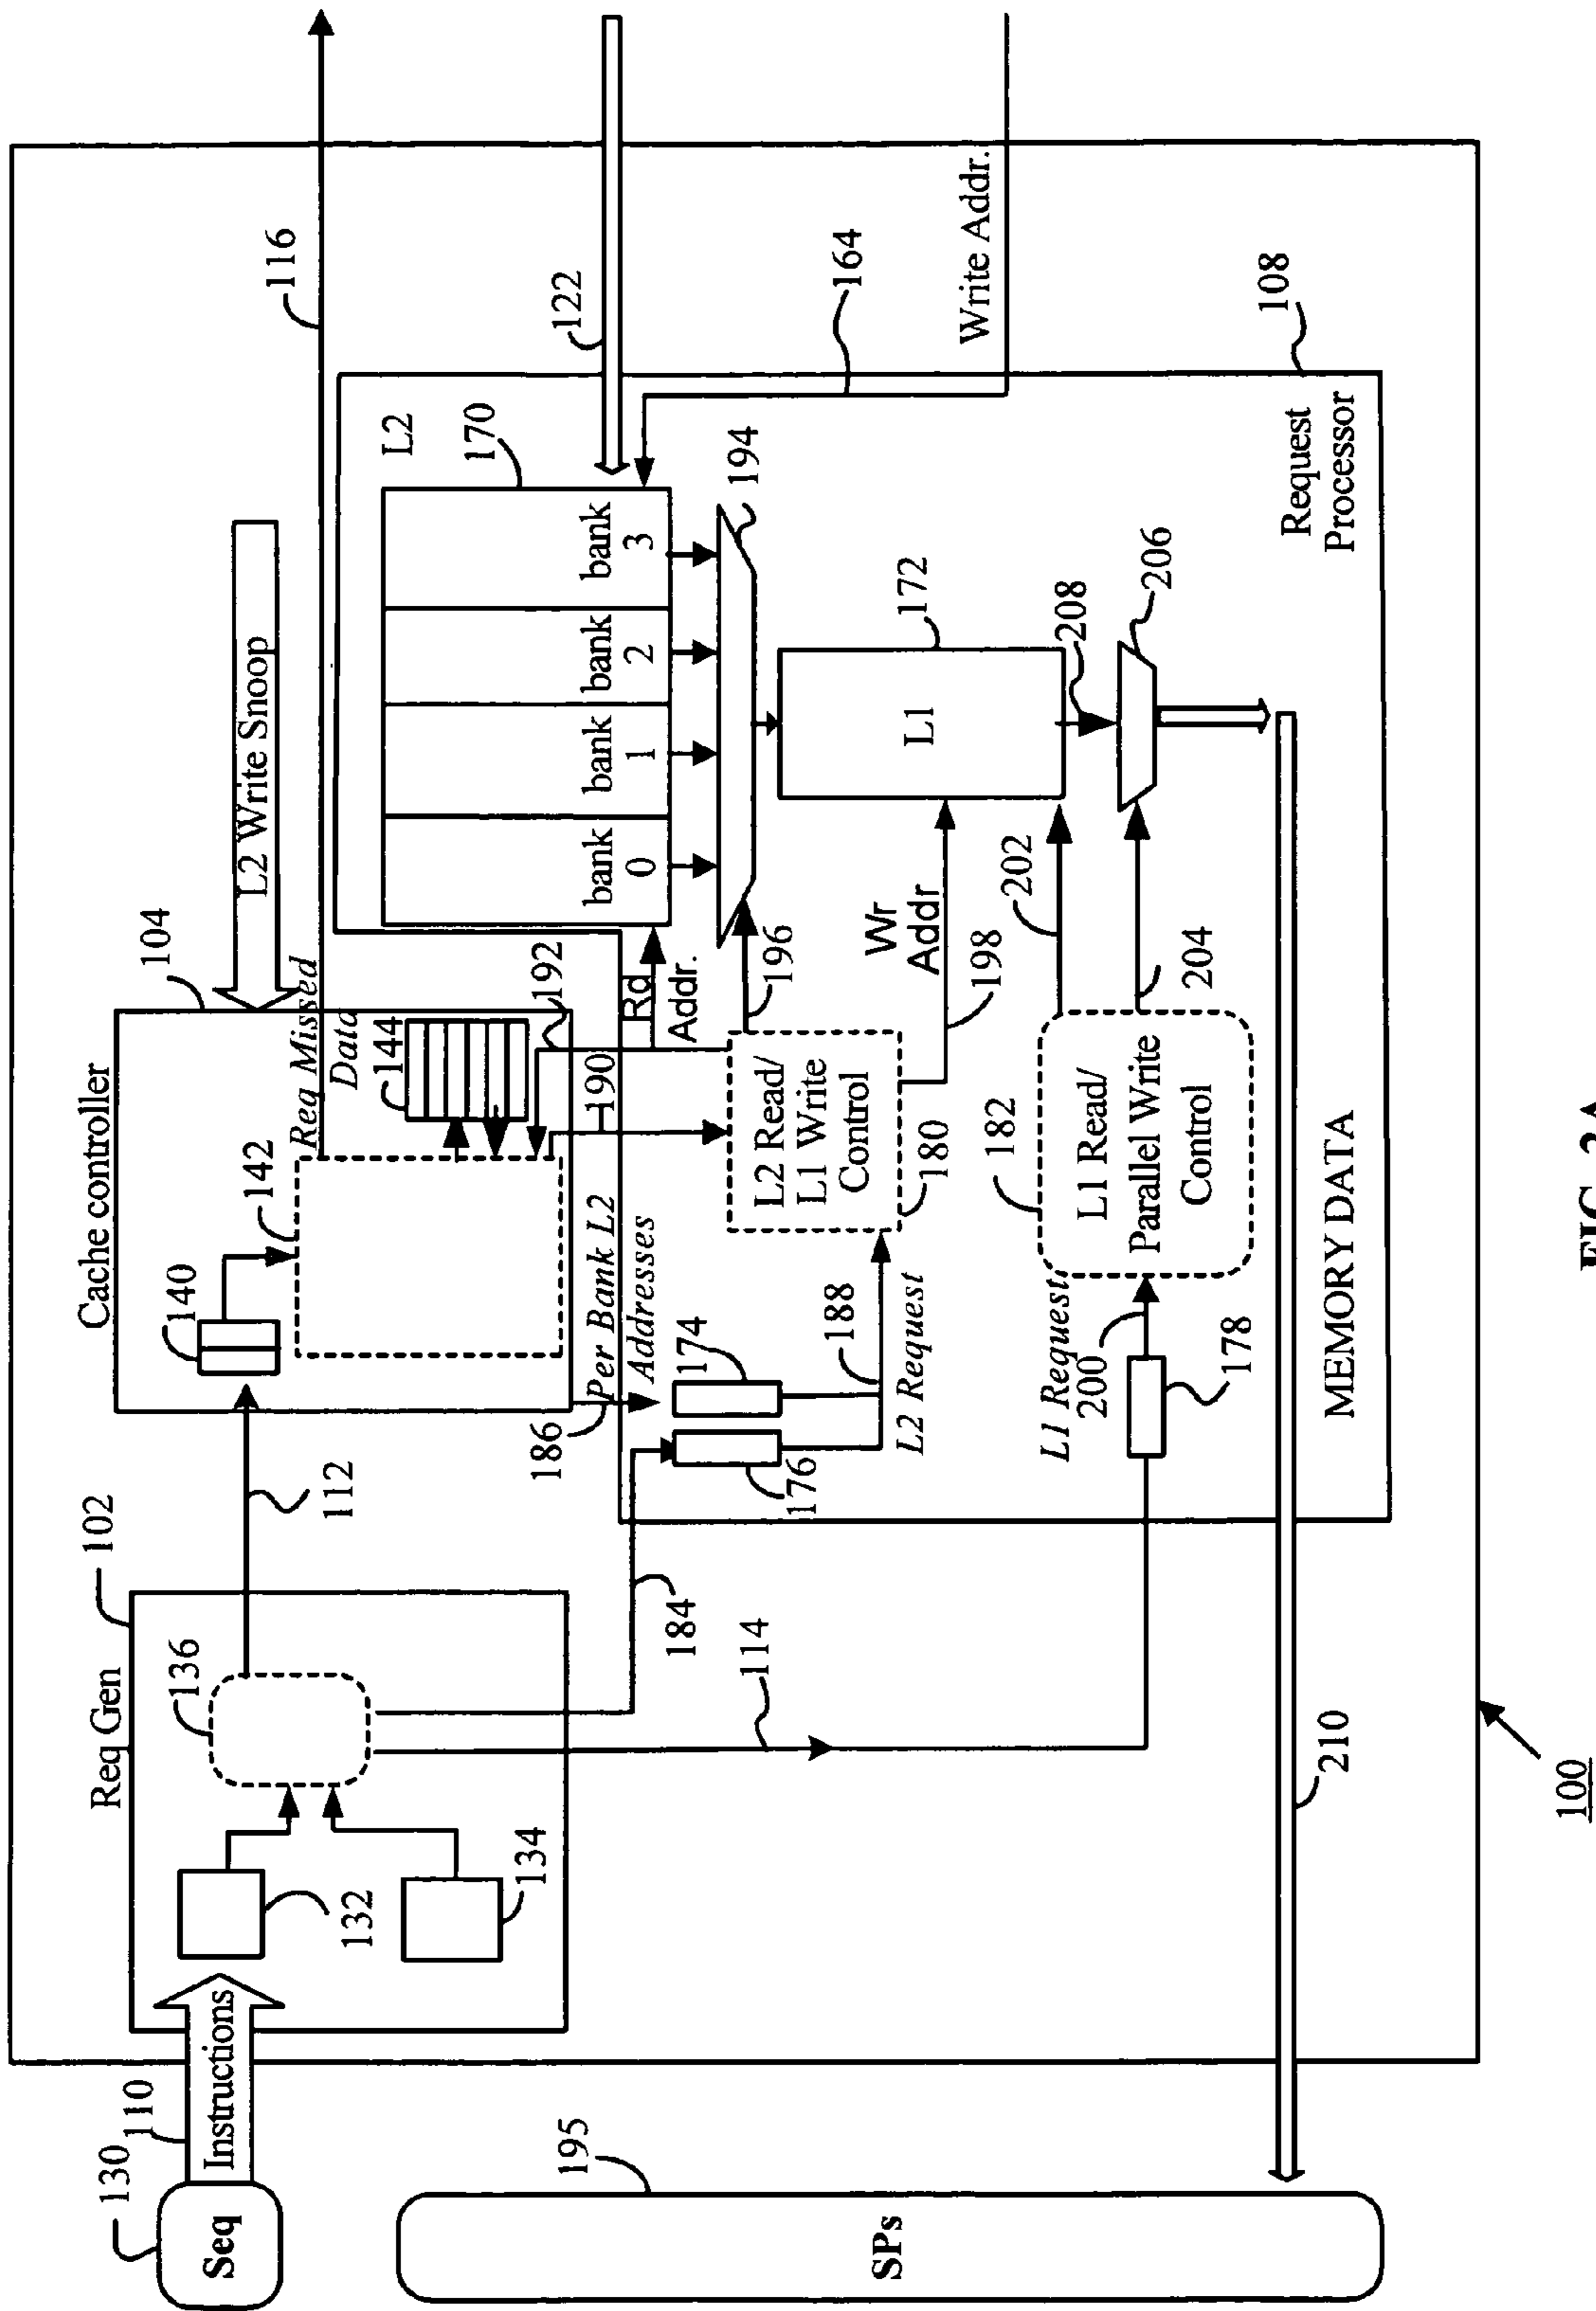 130
110
Seq
Instructions
Req Gen
102
132
134
136
112
Cache controller
104
140
142
144
Req Missed
Data
L2 Write Snoop
116
122
186
Per Bank L2
Addresses
190
192
Rd
Addr.
184
114
176
174
188
L2 Request
L2 Read/
L1 Write
Control
180
196
Wr
Addr
198
L2
170
bank
0
bank
1
bank
2
bank
3
194
164
Write Addr.
L1
172
208
206
L1 Request
200
178
182
L1 Read/
Parallel Write
Control
202
204
Request
Processor
108
MEMORY DATA
210
195
SPs
100